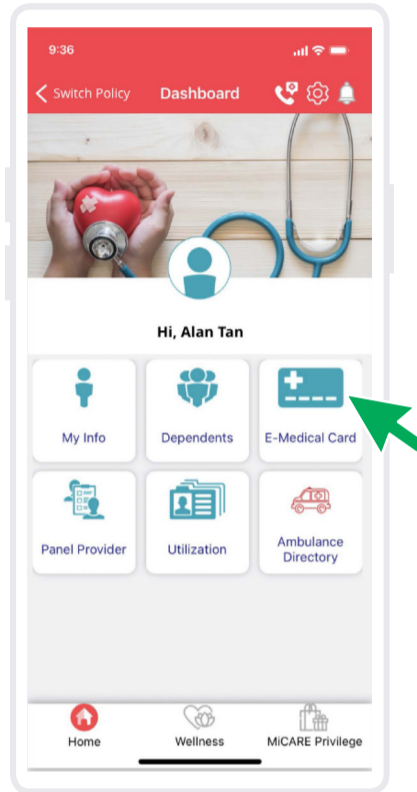 9:36
Switch Policy
Dashboard
Hi, Alan Tan
My Info
Dependents
E-Medical Card
Panel Provider
Utilization
Ambulance
Directory
Home
Wellness
MiCARE Privilege